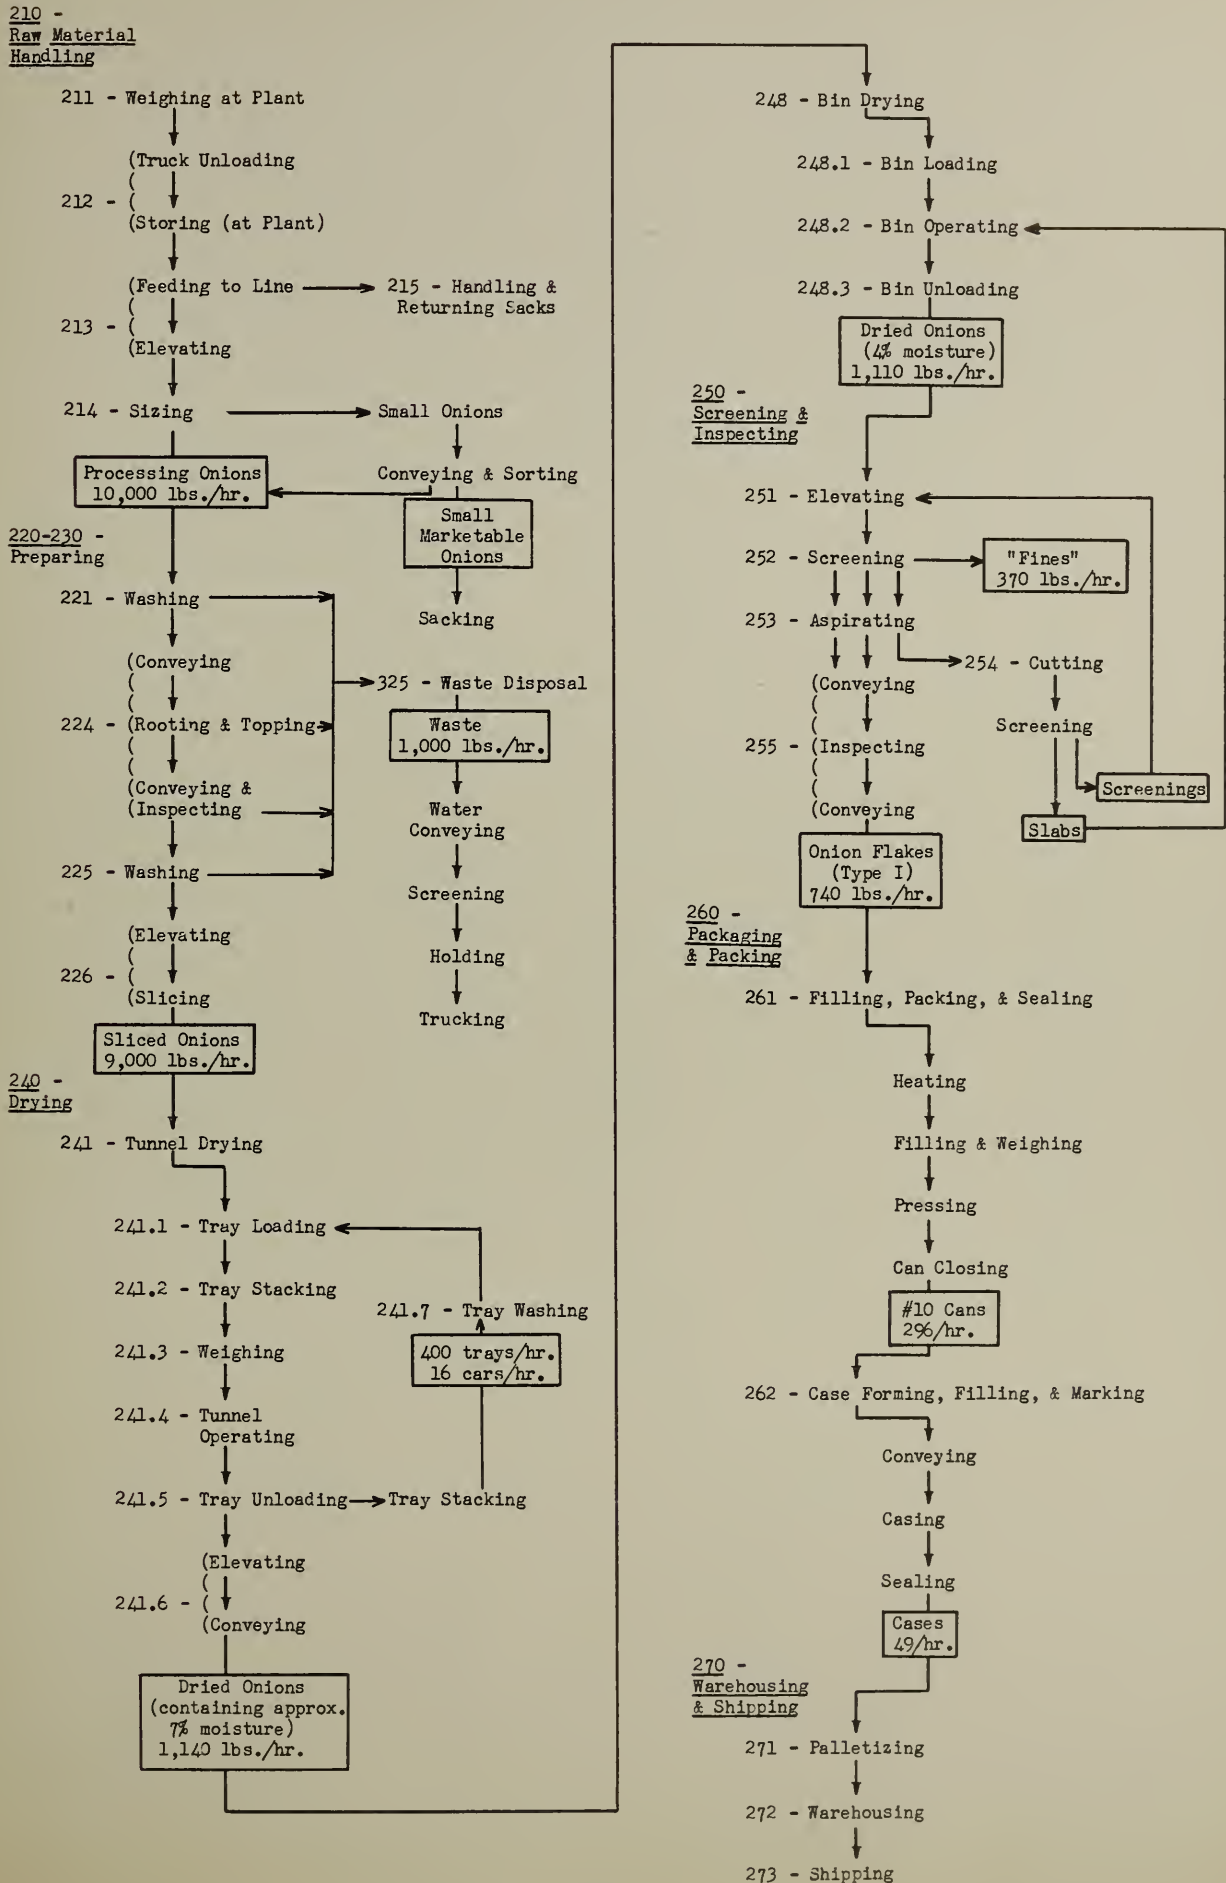 210 -
Raw Material
Handling
211 - Weighing at Plant
(Truck Unloading
(
212 - (
(Storing (at Plant)
(Feeding to Line
215 - Handling &
Returning Sacks
(
213 - (
(Elevating
214 - Sizing
Small Onions
Processing Onions
10,000 lbs./hr.
Conveying & Sorting
Small
Marketable
Onions
Sacking
220-230 -
Preparing
221 - Washing
(Conveying
(
(
224 - (Rooting & Topping
(
(
(Conveying &
(Inspecting
225 - Washing
325 - Waste Disposal
Waste
1,000 lbs./hr.
Water
Conveying
Screening
Holding
Trucking
(Elevating
(
226 - (
(Slicing
Sliced Onions
9,000 lbs./hr.
240 -
Drying
241 - Tunnel Drying
241.1 - Tray Loading
241.2 - Tray Stacking
241.3 - Weighing
241.4 - Tunnel
Operating
241.5 - Tray Unloading
Tray Stacking
400 trays/hr.
16 cars/hr.
241.7 - Tray Washing
(Elevating
(
241.6 - (
(Conveying
Dried Onions
(containing approx.
7% moisture)
1,140 lbs./hr.
248 - Bin Drying
248.1 - Bin Loading
248.2 - Bin Operating
248.3 - Bin Unloading
Dried Onions
(4% moisture)
1,110 lbs./hr.
250 -
Screening &
Inspecting
251 - Elevating
252 - Screening
"Fines"
370 lbs./hr.
253 - Aspirating
254 - Cutting
Screening
Screenings
Slabs
(Conveying
(
(
255 - (Inspecting
(
(
(Conveying
Onion Flakes
(Type I)
740 lbs./hr.
260 -
Packaging
& Packing
261 - Filling, Packing, & Sealing
Heating
Filling & Weighing
Pressing
Can Closing
#10 Cans
296/hr.
262 - Case Forming, Filling, & Marking
Conveying
Casing
Sealing
Cases
49/hr.
270 -
Warehousing
& Shipping
271 - Palletizing
272 - Warehousing
273 - Shipping